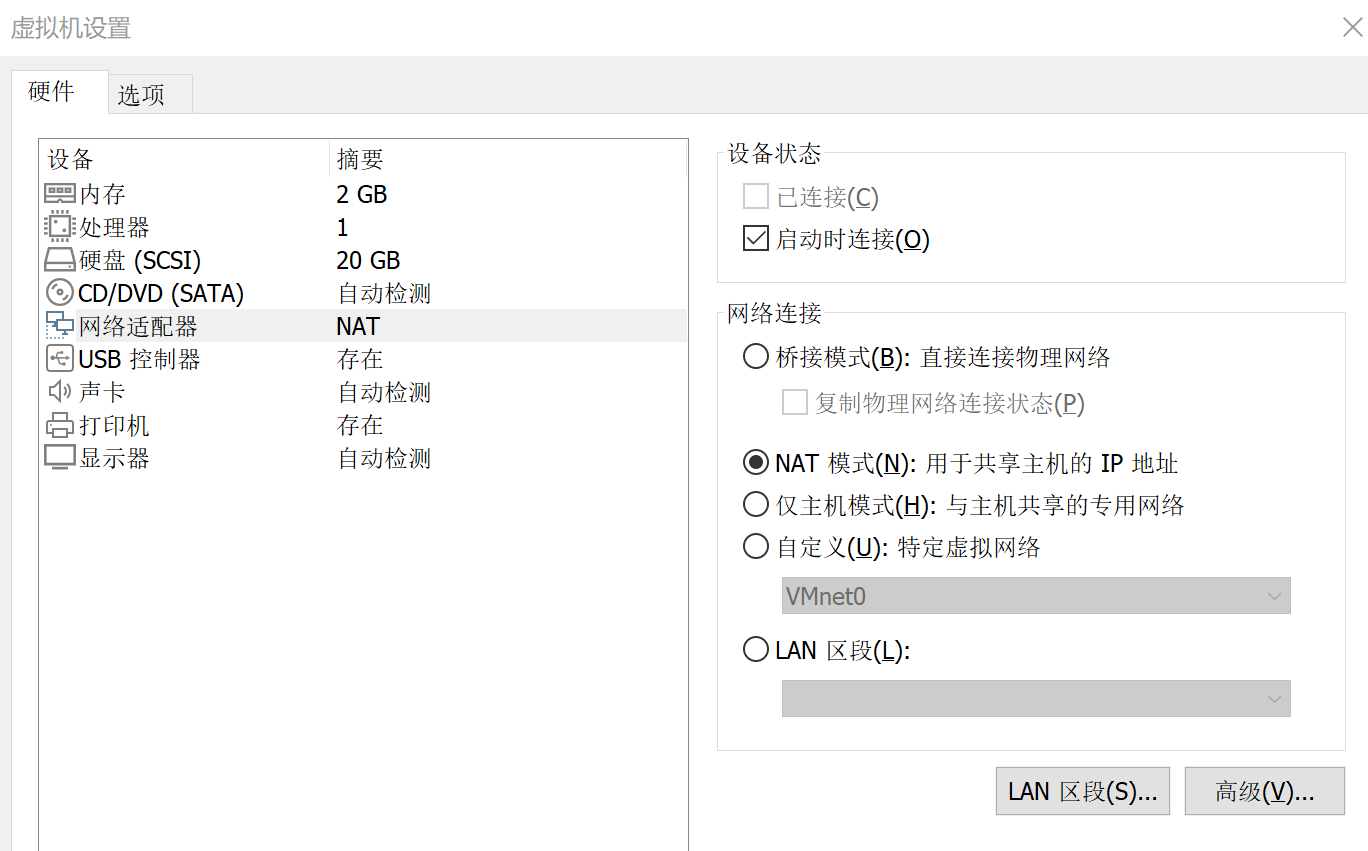 虚拟机设置
硬件
选项
设备 摘要
内存 2 GB
处理器 1
硬盘 (SCSI) 20 GB
CD/DVD (SATA) 自动检测
网络适配器 NAT
USB 控制器 存在
声卡 自动检测
打印机 存在
显示器 自动检测
设备状态
已连接(C)
启动时连接(O)
网络连接
桥接模式(B): 直接连接物理网络
复制物理网络连接状态(P)
NAT 模式(N): 用于共享主机的 IP 地址
仅主机模式(H): 与主机共享的专用网络
自定义(U): 特定虚拟网络
VMnet0
LAN 区段(L):
LAN 区段(S)...
高级(V)...